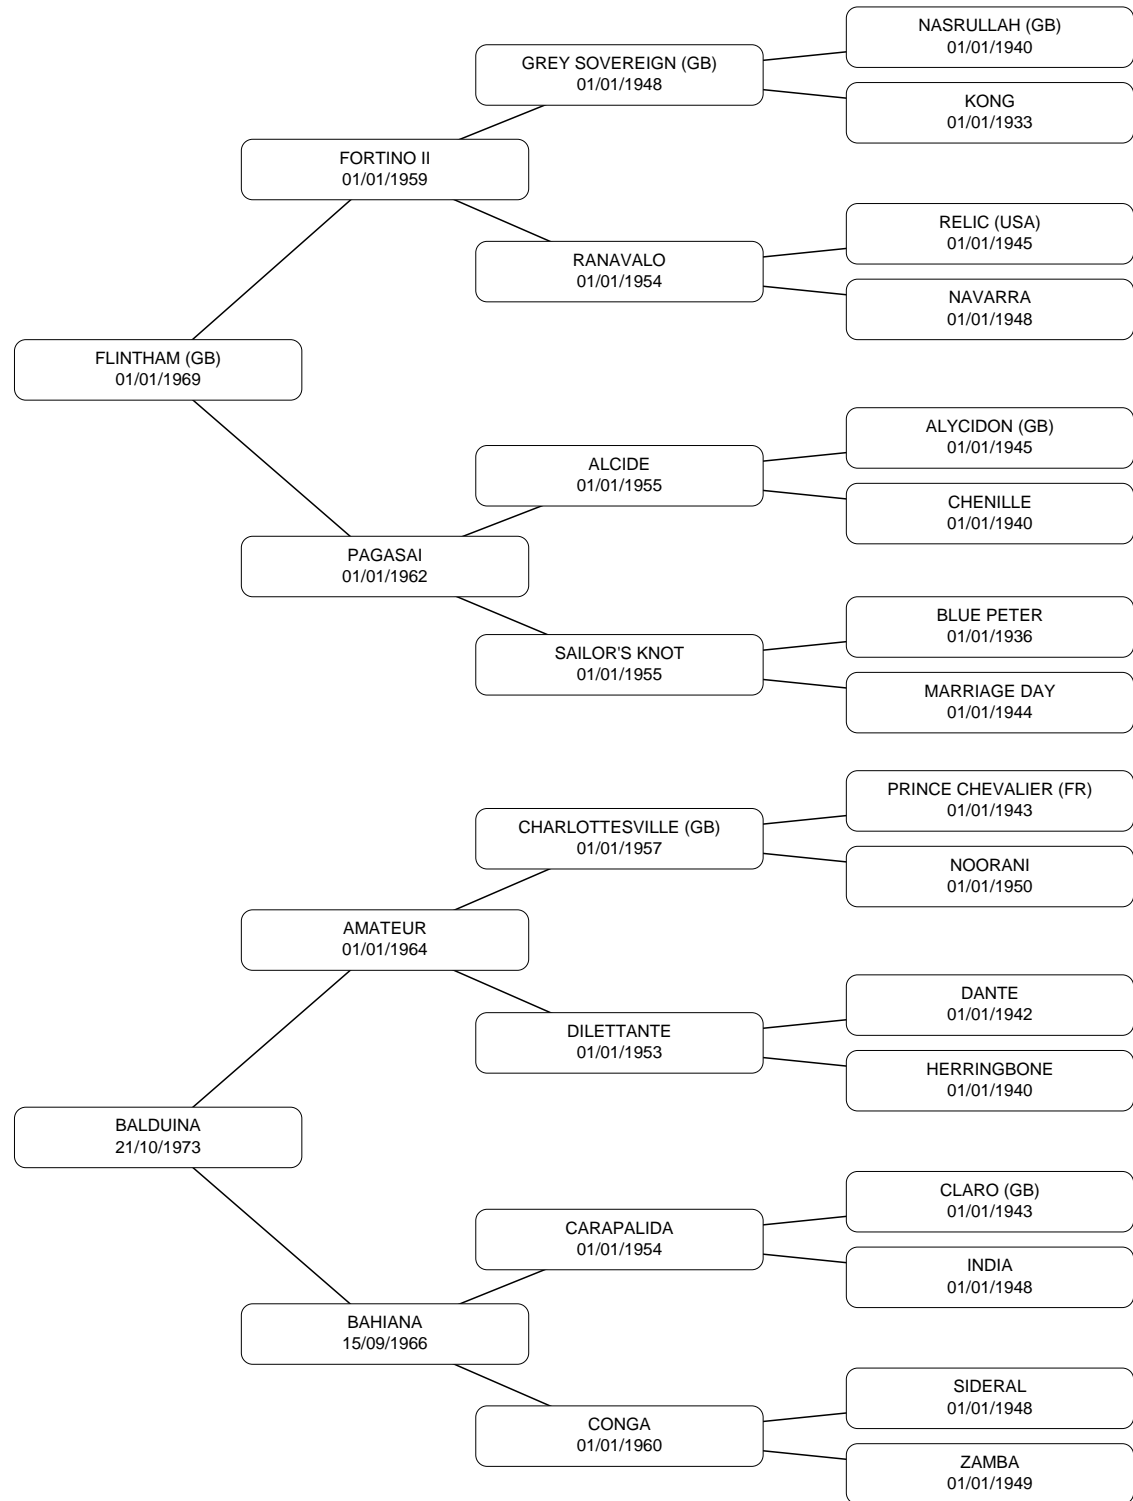 NASRULLAH (GB)
01/01/1940
GREY SOVEREIGN (GB)
01/01/1948
KONG
01/01/1933
FORTINO II
01/01/1959
RELIC (USA)
01/01/1945
RANAVALO
01/01/1954
NAVARRA
01/01/1948
FLINTHAM (GB)
01/01/1969
ALYCIDON (GB)
01/01/1945
ALCIDE
01/01/1955
CHENILLE
01/01/1940
PAGASAI
01/01/1962
BLUE PETER
01/01/1936
SAILOR'S KNOT
01/01/1955
MARRIAGE DAY
01/01/1944
PRINCE CHEVALIER (FR)
01/01/1943
CHARLOTTESVILLE (GB)
01/01/1957
NOORANI
01/01/1950
AMATEUR
01/01/1964
DANTE
01/01/1942
DILETTANTE
01/01/1953
HERRINGBONE
01/01/1940
BALDUINA
21/10/1973
CLARO (GB)
01/01/1943
CARAPALIDA
01/01/1954
INDIA
01/01/1948
BAHIANA
15/09/1966
SIDERAL
01/01/1948
CONGA
01/01/1960
ZAMBA
01/01/1949